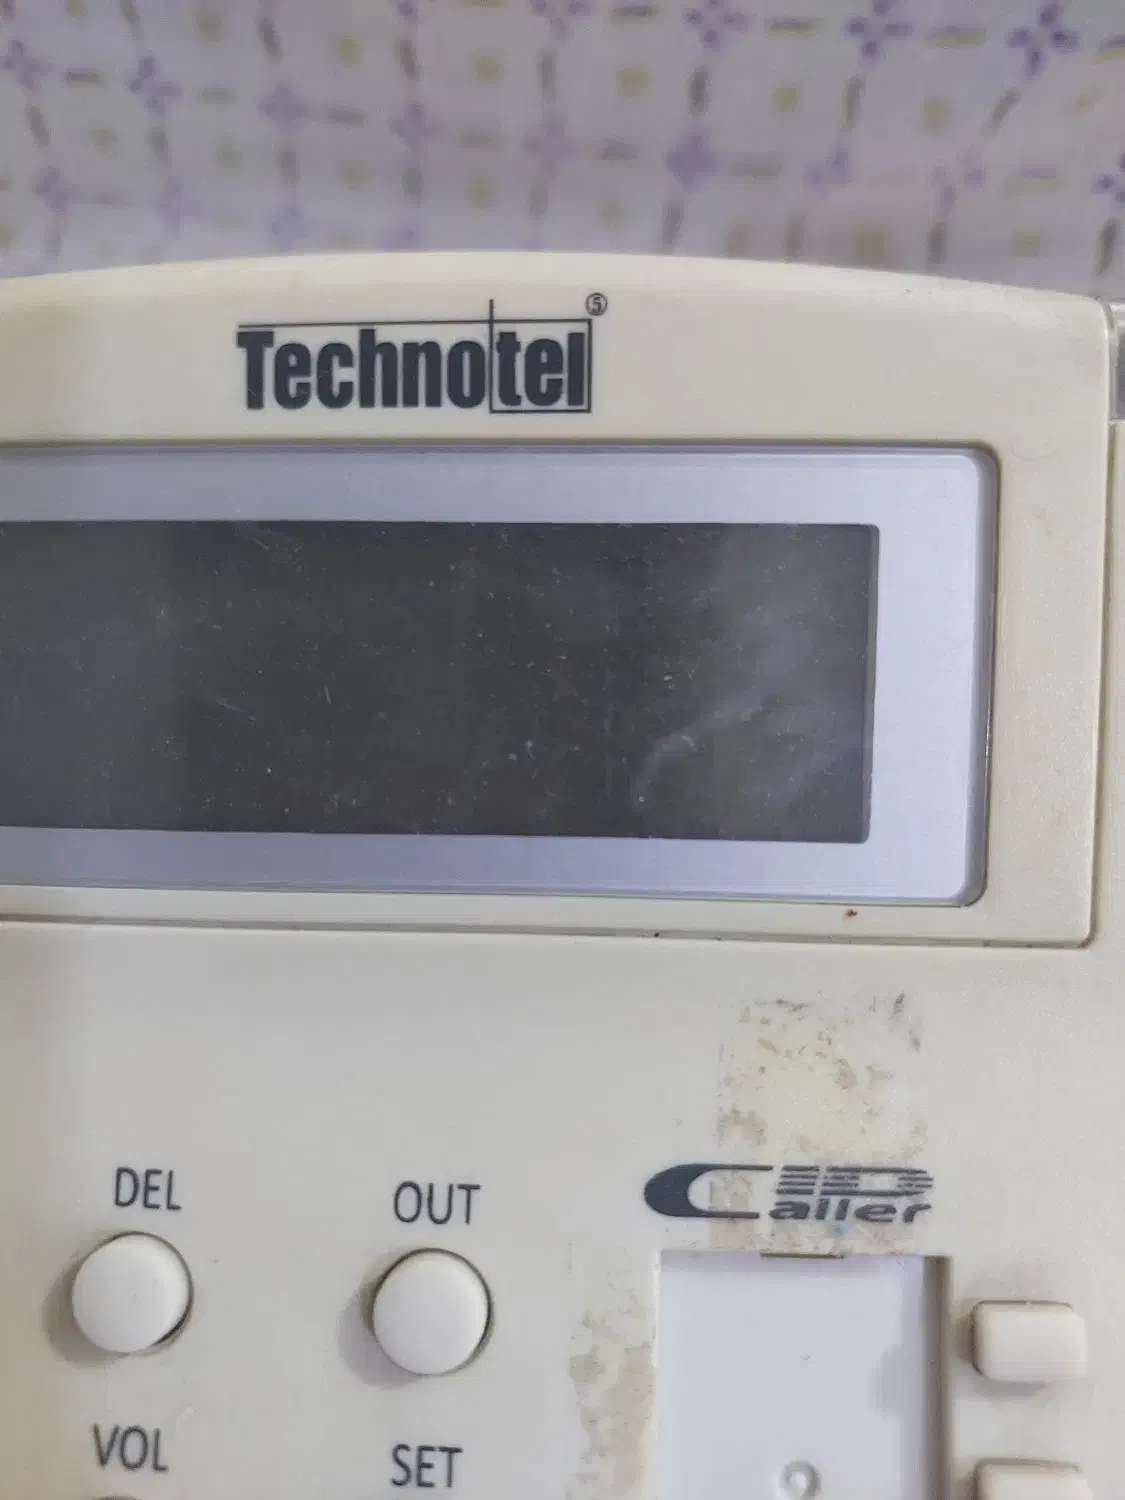 Technotel Ⓢ
DEL
OUT
Caller ID
VOL
SET